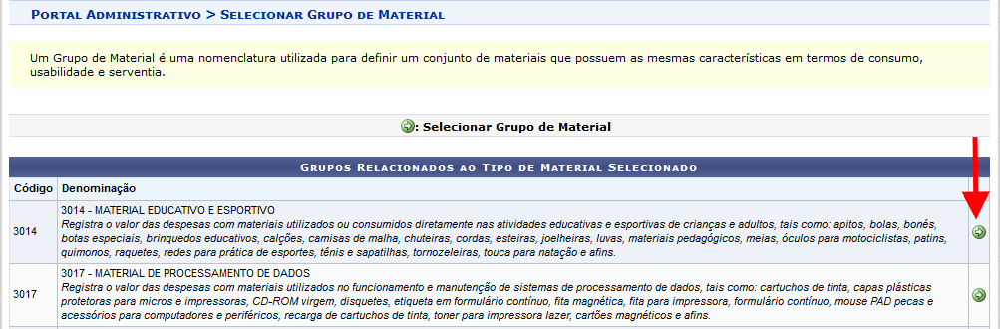 PORTAL ADMINISTRATIVO > SELECIONAR GRUPO DE MATERIAL
Um Grupo de Material é uma nomenclatura utilizada para definir um conjunto de materiais que possuem as mesmas características em termos de consumo,
usabilidade e serventia.
: Selecionar Grupo de Material
GRUPOS RELACIONADOS AO TIPO DE MATERIAL SELECIONADO
Código Denominação
3014 - MATERIAL EDUCATIVO E ESPORTIVO
3014
Registra o valor das despesas com materiais utilizados ou consumidos diretamente nas atividades educativas e esportivas de crianças e adultos, tais como: apitos, bolas, bonés,
botas especiais, brinquedos educativos, calções, camisas de malha, chuteiras, cordas, esteiras, joelheiras, luvas, materiais pedagógicos, meias, óculos para motociclistas, patins,
quimonos, raquetes, redes para prática de esportes, tênis e sapatilhas, tornozeleiras, touca para natação e afins.
3017 - MATERIAL DE PROCESSAMENTO DE DADOS
3017
Registra o valor das despesas com materiais utilizados no funcionamento e manutenção de sistemas de processamento de dados, tais como: cartuchos de tinta, capas plásticas
protetoras para micros e impressoras, CD-ROM virgem, disquetes, etiqueta em formulário contínuo, fita magnética, fita para impressora, formulário contínuo, mouse PAD pecas e
acessórios para computadores e periféricos, recarga de cartuchos de tinta, toner para impressora lazer, cartões magnéticos e afins.